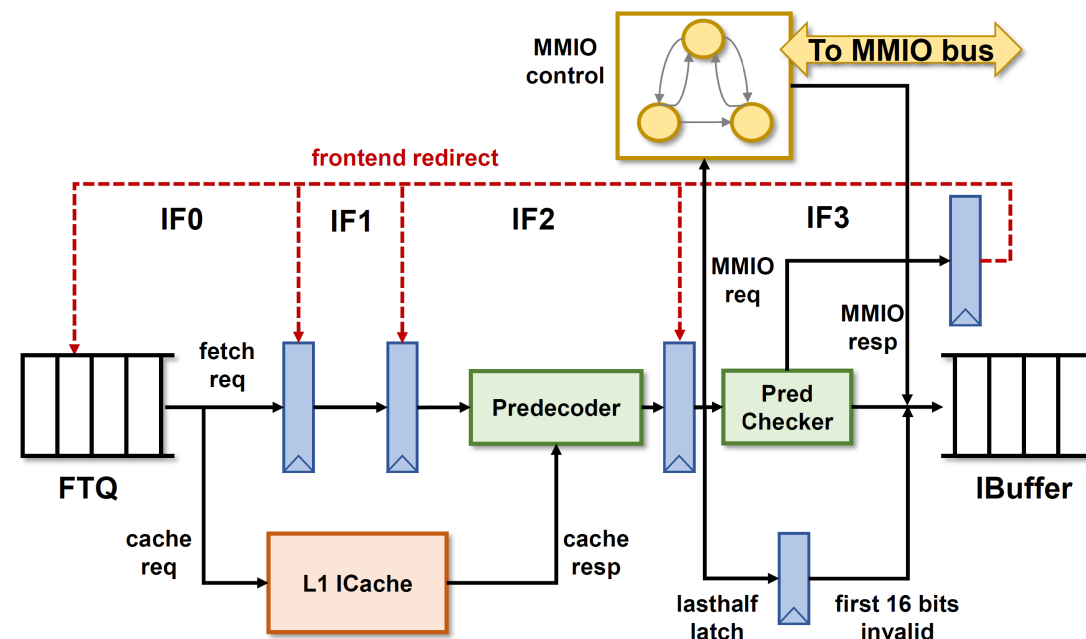 MMIO
control
To MMIO bus
frontend redirect
IF0
IF1
IF2
IF3
MMIO
req
MMIO
resp
fetch
req
Predecoder
Pred
Checker
FTQ
IBuffer
cache
req
L1 ICache
cache
resp
lasthalf
latch
first 16 bits
invalid